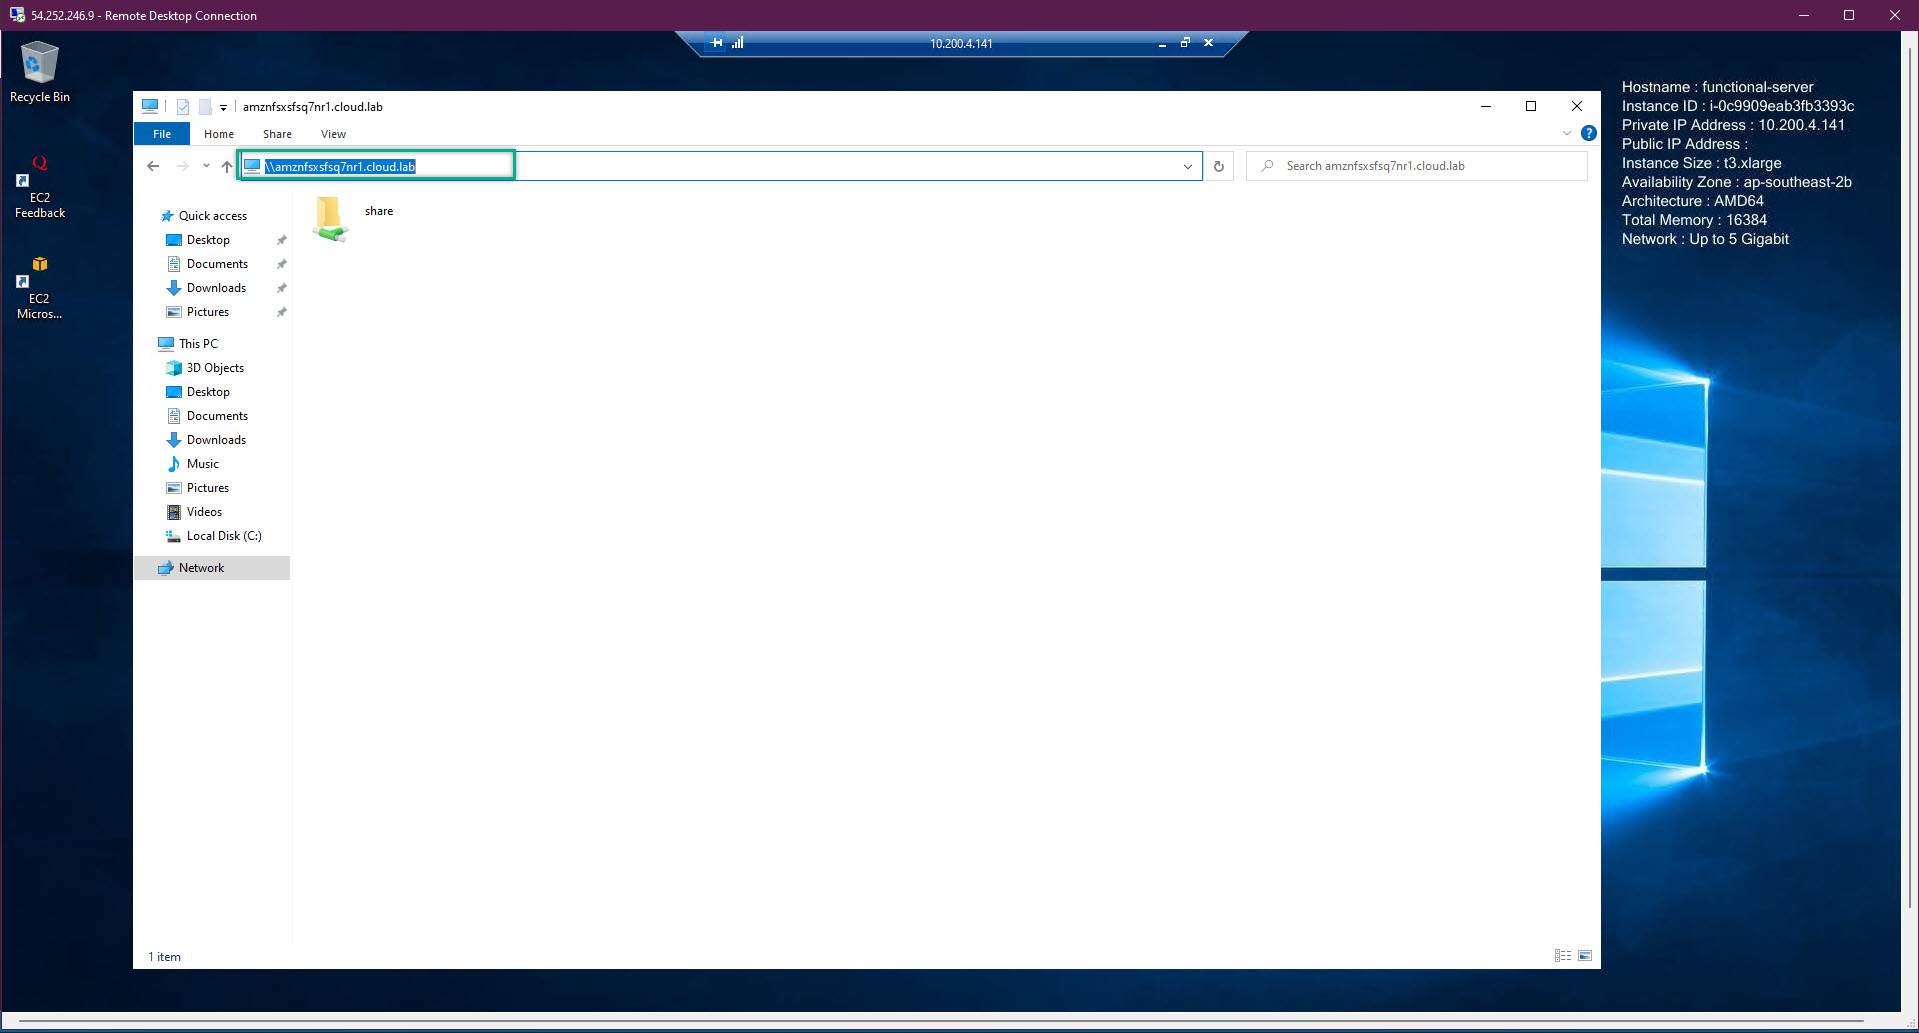 54.252.246.9 - Remote Desktop Connection
10.200.4.141
Recycle Bin
EC2
Feedback
EC2
Micros...
Hostname : functional-server
Instance ID : i-0c9909eab3fb3393c
Private IP Address : 10.200.4.141
Public IP Address :
Instance Size : t3.xlarge
Availability Zone : ap-southeast-2b
Architecture : AMD64
Total Memory : 16384
Network : Up to 5 Gigabit
amznfsxsfsq7nr1.cloud.lab
File Home Share View
\\amznfsxsfsq7nr1.cloud.lab
Search amznfsxsfsq7nr1.cloud.lab
Quick access
Desktop
Documents
Downloads
Pictures
This PC
3D Objects
Desktop
Documents
Downloads
Music
Pictures
Videos
Local Disk (C:)
Network
share
1 item